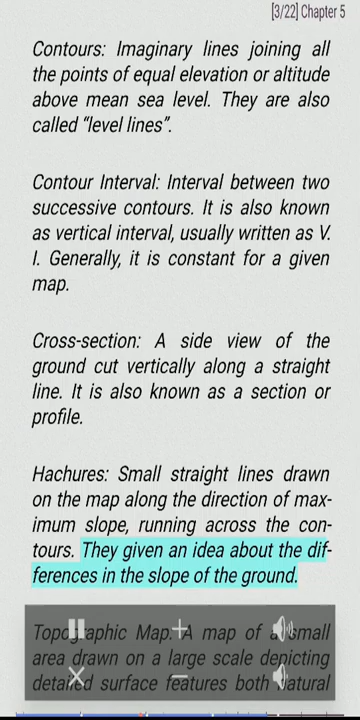 [3/22] Chapter 5
Contours: Imaginary lines joining all
the points of equal elevation or altitude
above mean sea level. They are also
called “level lines”.
Contour Interval: Interval between two
successive contours. It is also known
as vertical interval, usually written as V.
I. Generally, it is constant for a given
map.
Cross-section: A side view of the
ground cut vertically along a straight
line. It is also known as a section or
profile.
Hachures: Small straight lines drawn
on the map along the direction of max-
imum slope, running across the con-
tours. They given an idea about the dif-
ferences in the slope of the ground.
Topographic Map: A map of a small
area drawn on a large scale depicting
detailed surface features both natural